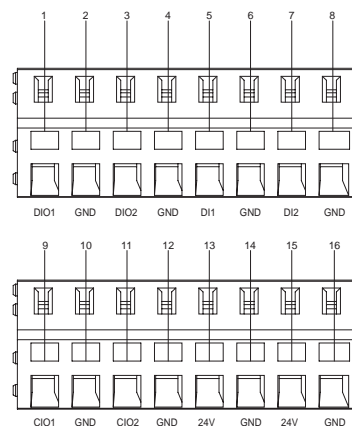 1 2 3 4 5 6 7 8
DIO1 GND DIO2 GND DI1 GND DI2 GND
9 10 11 12 13 14 15 16
CIO1 GND CIO2 GND 24V GND 24V GND